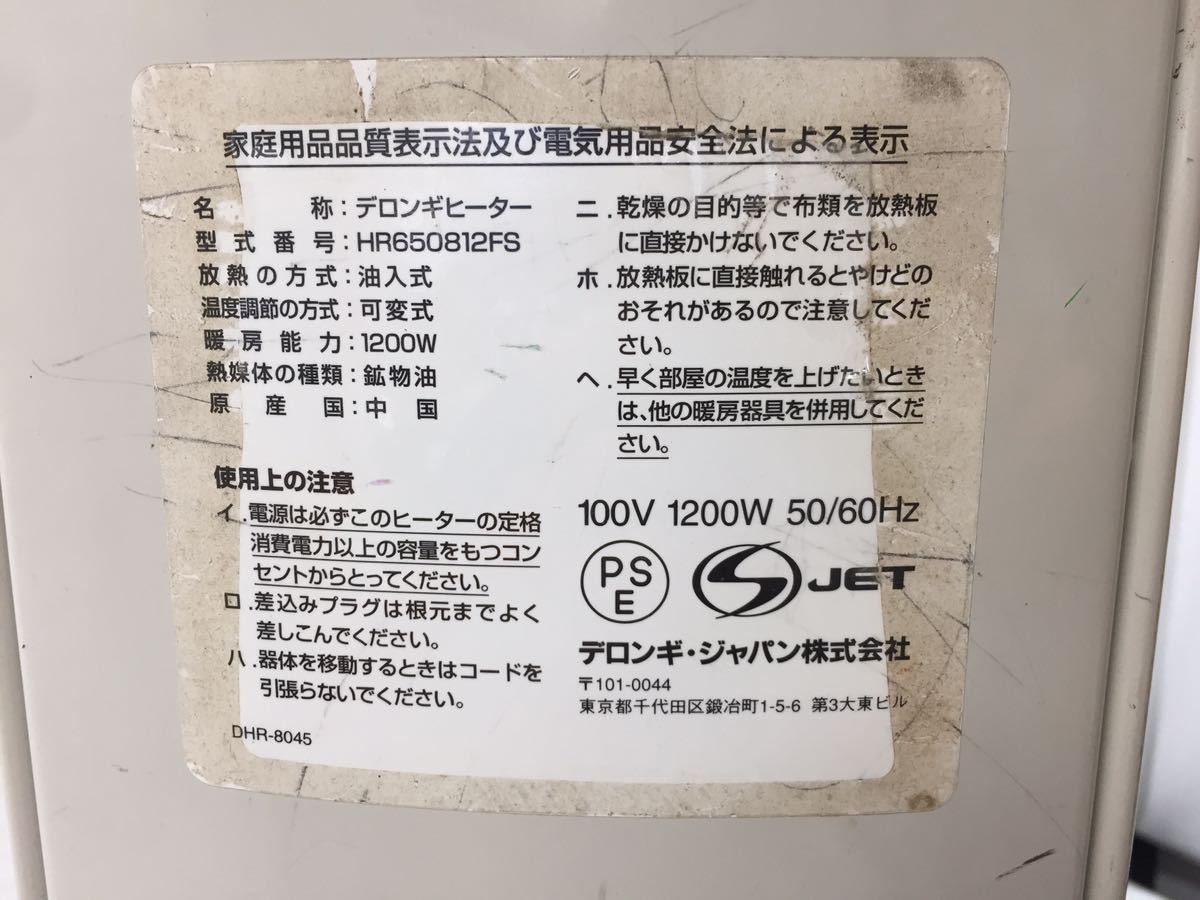 家庭用品品質表示法及び電気用品安全法による表示
名称：デロンギヒーター
型式番号：HR650812FS
放熱の方式：油入式
温度調節の方式：可変式
暖房能力：1200W
熱媒体の種類：鉱物油
原産国：中国
使用上の注意
イ．電源は必ずこのヒーターの定格
消費電力以上の容量をもつコン
セントからとってください。
ロ．差込みプラグは根元までよく
差しこんでください。
ハ．器体を移動するときはコードを
引張らないでください。
DHR-8045
ニ．乾燥の目的等で布類を放熱板
に直接かけないでください。
ホ．放熱板に直接触れるとやけどの
おそれがあるので注意してくだ
さい。
ヘ．早く部屋の温度を上げたいとき
は、他の暖房器具を併用してくだ
さい。
100V 1200W 50/60Hz
PS
E
S JET
デロンギ・ジャパン株式会社
〒101-0044
東京都千代田区鍛冶町1-5-6 第3大東ビル